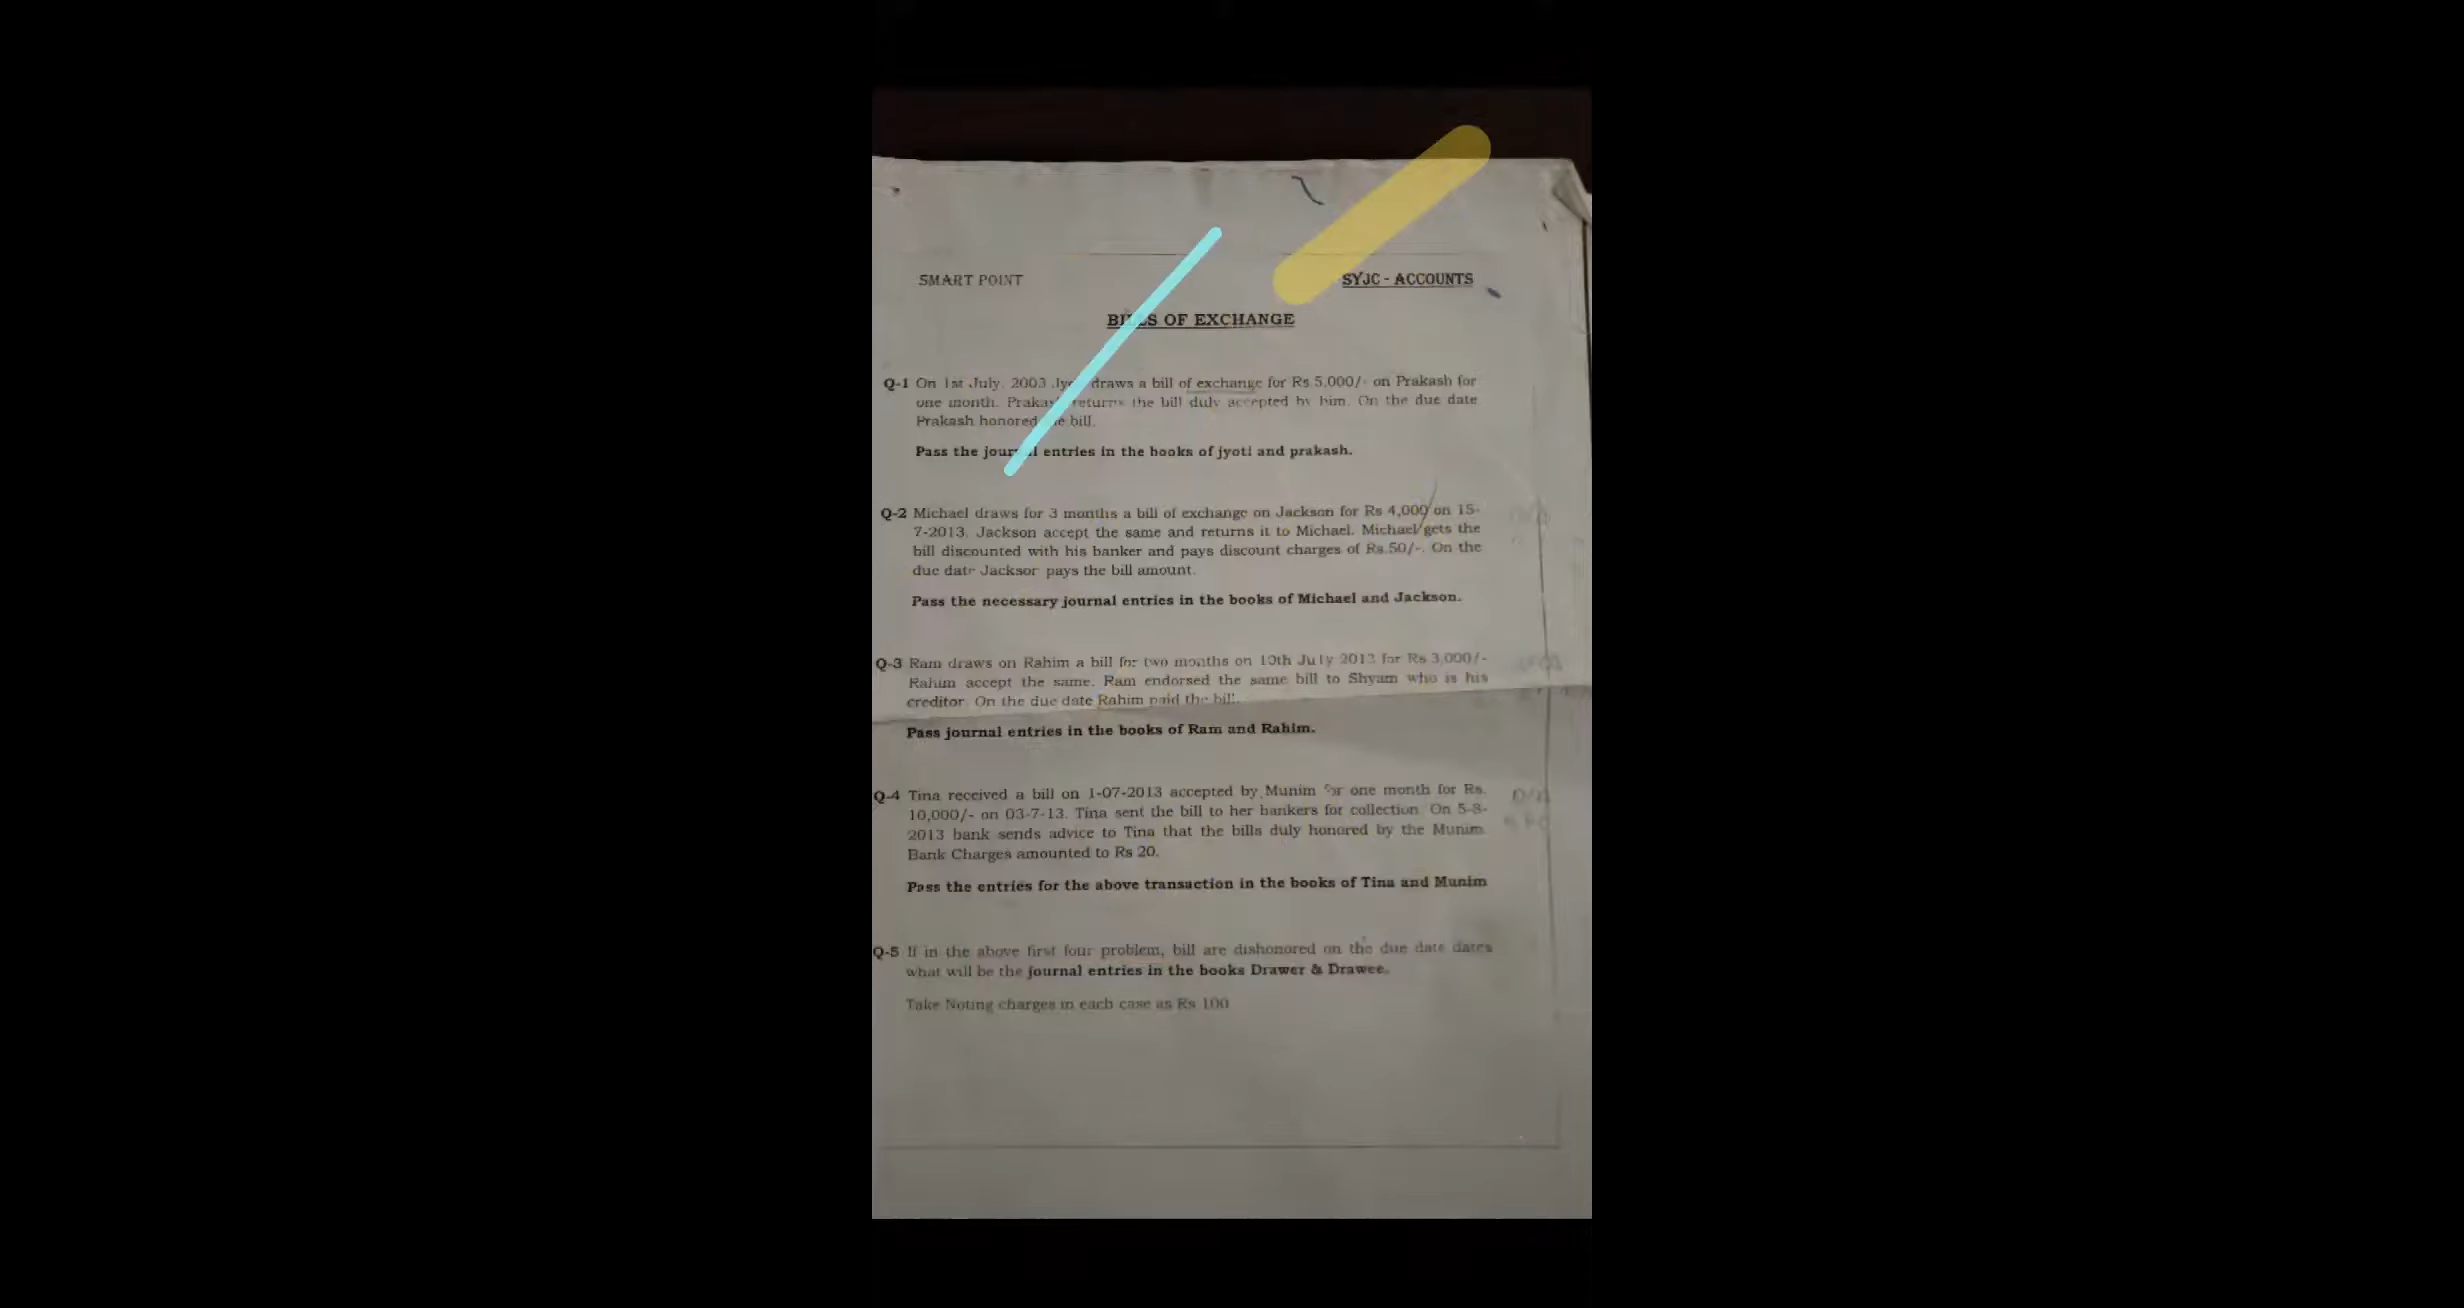 SMART POINT
SYJC - ACCOUNTS
BILLS OF EXCHANGE
Q-1 On 1st July, 2003 draws a bill of exchange for Rs 5,000/- on Prakash for
one month. returns the bill duly accepted by him. On the due date
Prakash honored bill.
Pass the journal entries in the books of jyoti and prakash.
Q-2 Michael draws for 3 months a bill of exchange on Jackson for Rs 4,000 on 15-
7-2013. Jackson accept the same and returns it to Michael. Michael gets the
bill discounted with his banker and pays discount charges of Rs.50/-. On the
due date Jackson pays the bill amount.
Pass the necessary journal entries in the books of Michael and Jackson.
Q-3 Ram draws on Rahim a bill for two months on 10th July 2013 for Rs 3,000/-
Rahim accept the same. Ram endorsed the same bill to Shyam who is his
creditor. On the due date Rahim paid the bill.
Pass journal entries in the books of Ram and Rahim.
Q-4 Tina received a bill on 1-07-2013 accepted by Munim for one month for Rs.
10,000/- on 03-7-13. Tina sent the bill to her bankers for collection. On 5-8-
2013 bank sends advice to Tina that the bills duly honored by the Munim
Bank Charges amounted to Rs 20.
Pass the entries for the above transaction in the books of Tina and Munim
Q-5 If in the above first four problem, bill are dishonored on the due date dates
what will be the journal entries in the books Drawer & Drawee.
Take Noting charges in each case as Rs 100